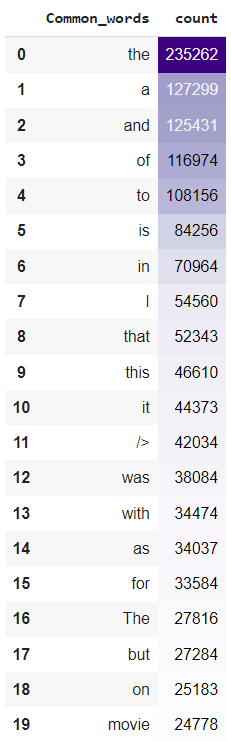 Common_words count
0 the 235262
1 a 127299
2 and 125431
3 of 116974
4 to 108156
5 is 84256
6 in 70964
7 I 54560
8 that 52343
9 this 46610
10 it 44373
11 /> 42034
12 was 38084
13 with 34474
14 as 34037
15 for 33584
16 The 27816
17 but 27284
18 on 25183
19 movie 24778